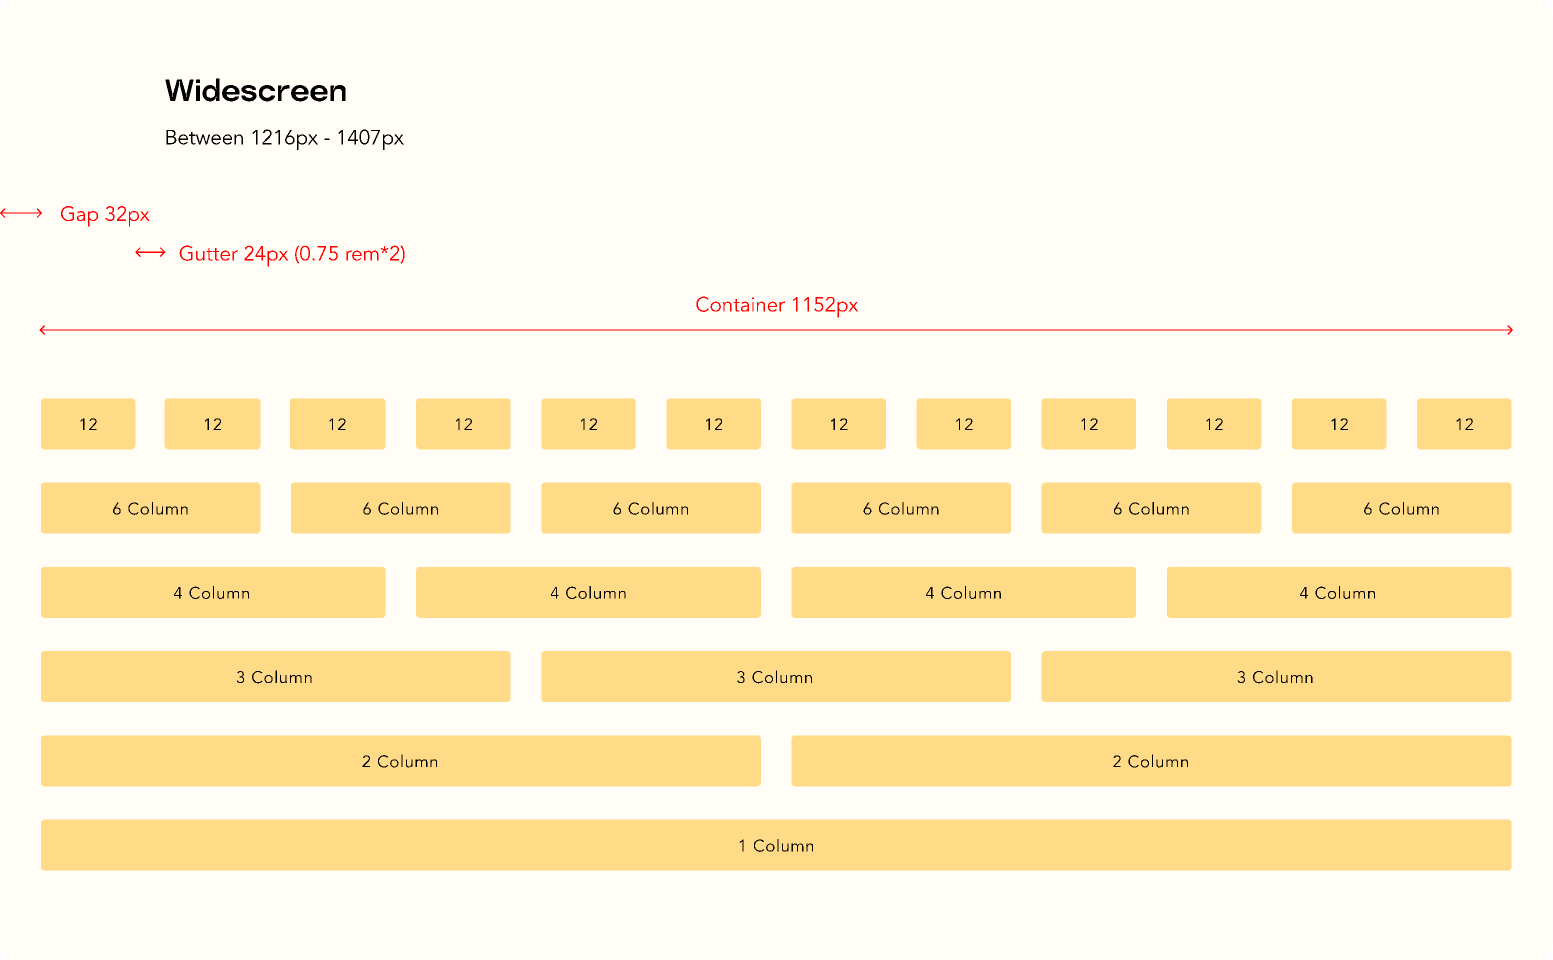 Widescreen
Between 1216px - 1407px
Gap 32px
Gutter 24px (0.75 rem*2)
Container 1152px
12 12 12 12 12 12 12 12 12 12 12 12
6 Column 6 Column 6 Column 6 Column 6 Column 6 Column
4 Column 4 Column 4 Column 4 Column
3 Column 3 Column 3 Column
2 Column 2 Column
1 Column